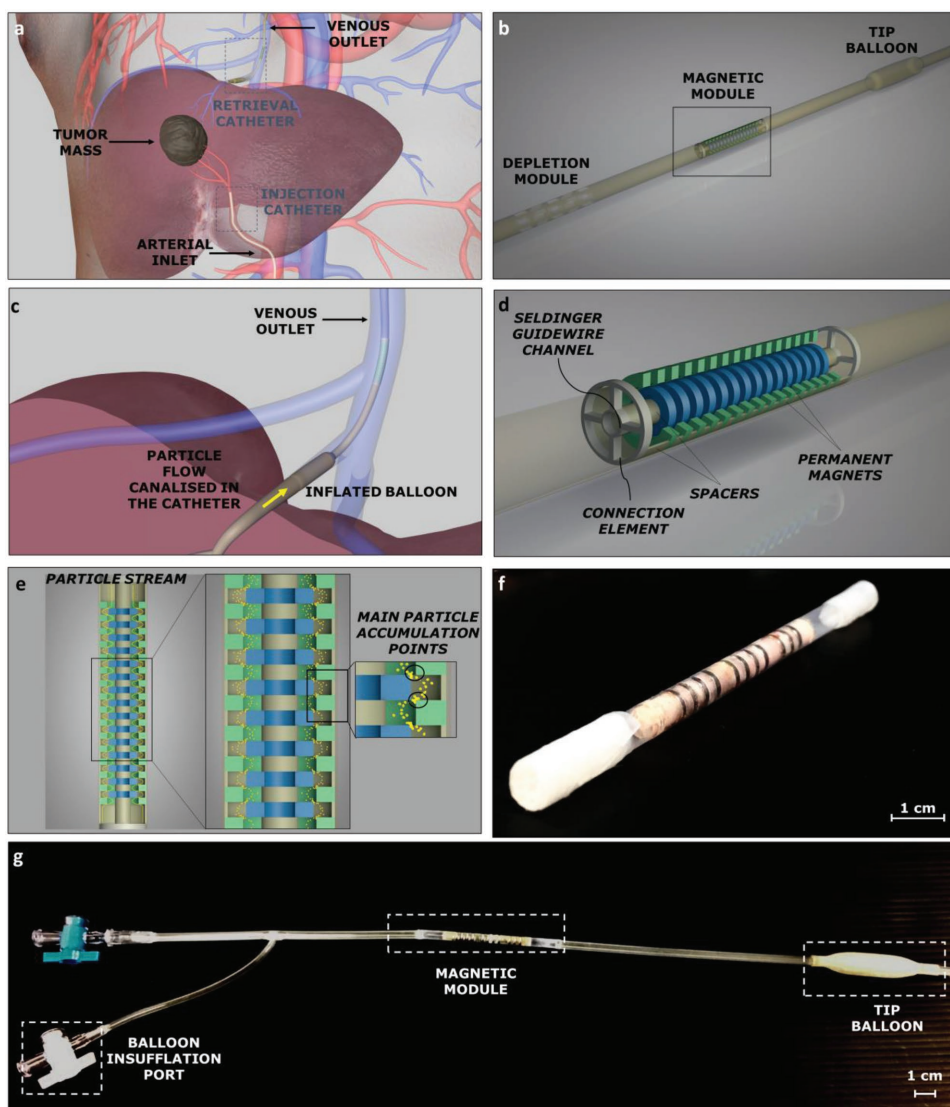 a
VENOUS
OUTLET
RETRIEVAL
CATHETER
TUMOR
MASS
INJECTION
CATHETER
ARTERIAL
INLET
b
TIP
BALLOON
MAGNETIC
MODULE
DEPLETION
MODULE
c
VENOUS
OUTLET
PARTICLE
FLOW
CANALISED IN
THE CATHETER
INFLATED BALLOON
d
SELDINGER
GUIDEWIRE
CHANNEL
PERMANENT
MAGNETS
SPACERS
CONNECTION
ELEMENT
e
PARTICLE STREAM
MAIN PARTICLE
ACCUMULATION
POINTS
f
1 cm
g
MAGNETIC
MODULE
BALLOON
INSUFFLATION
PORT
TIP
BALLOON
1 cm